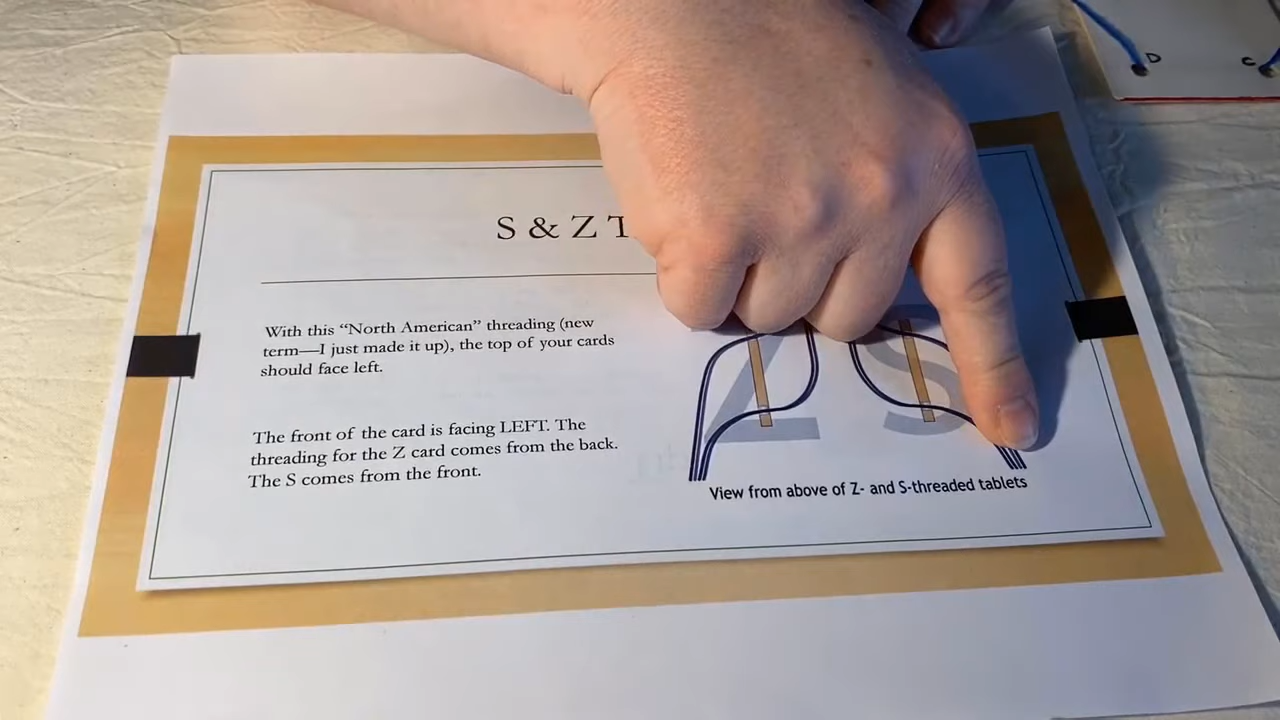 D C
S & Z T
With this “North American” threading (new
term—I just made it up), the top of your cards
should face left.
The front of the card is facing LEFT. The
threading for the Z card comes from the back.
The S comes from the front.
Z S
View from above of Z- and S-threaded tablets